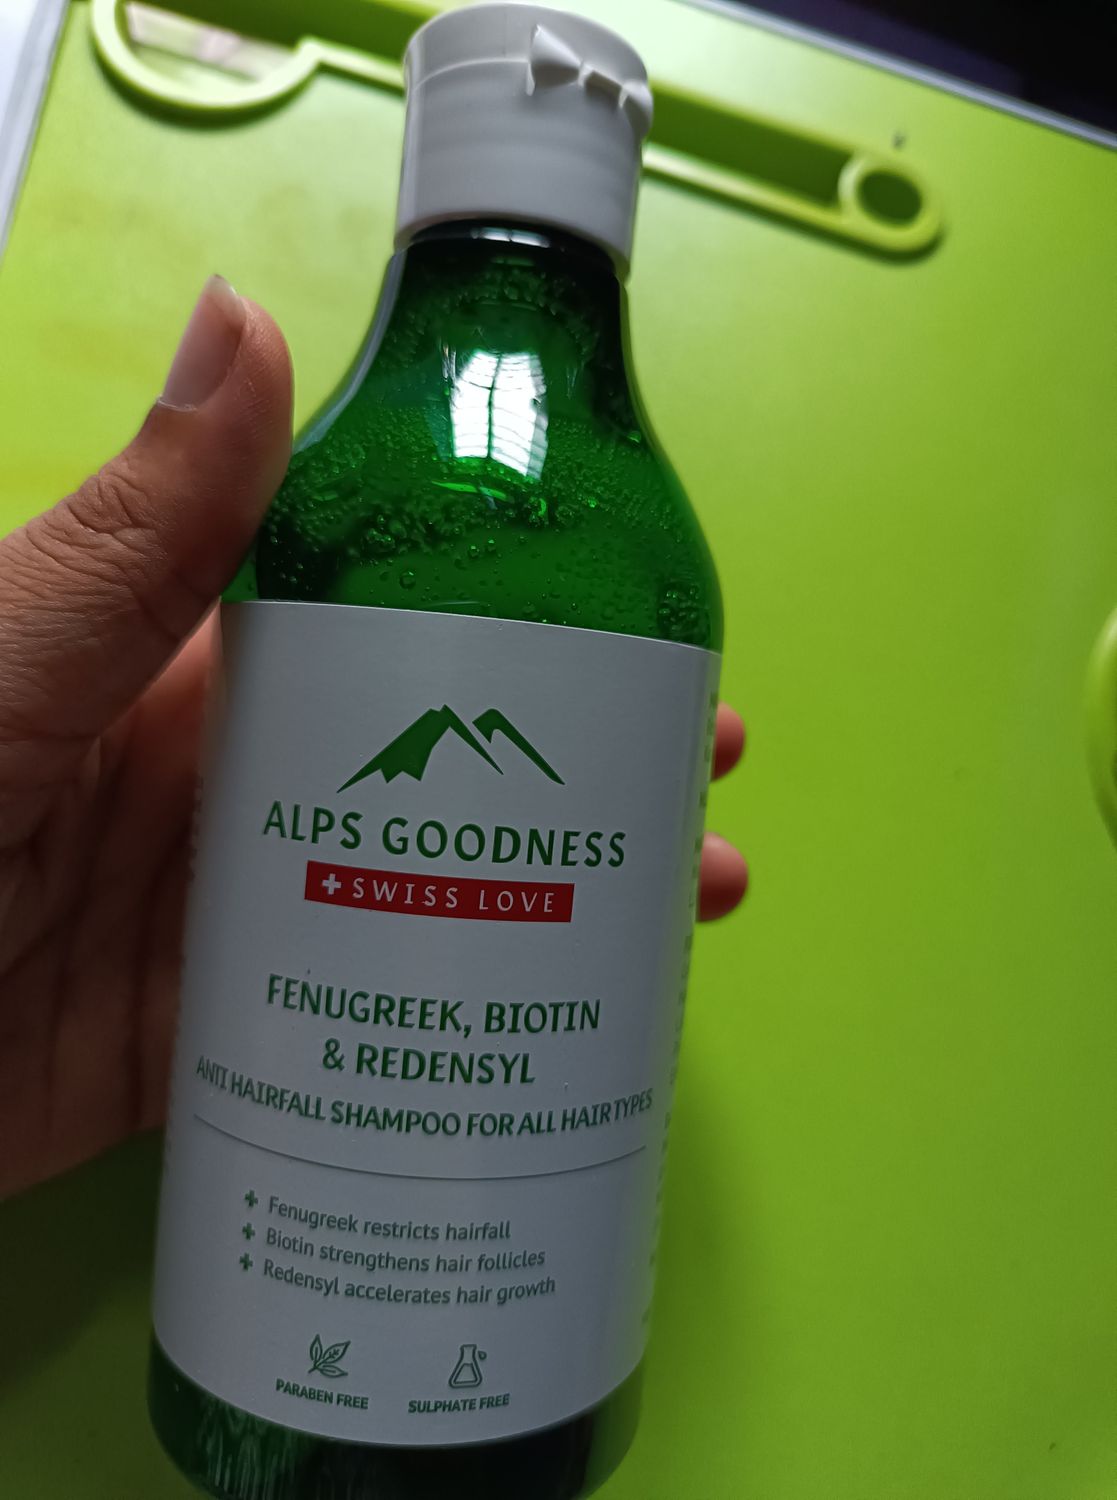 ALPS GOODNESS
+ SWISS LOVE
FENUGREEK, BIOTIN
& REDENSYL
ANTI HAIRFALL SHAMPOO FOR ALL HAIR TYPES
+ Fenugreek restricts hairfall
+ Biotin strengthens hair follicles
+ Redensyl accelerates hair growth
PARABEN FREE
SULPHATE FREE